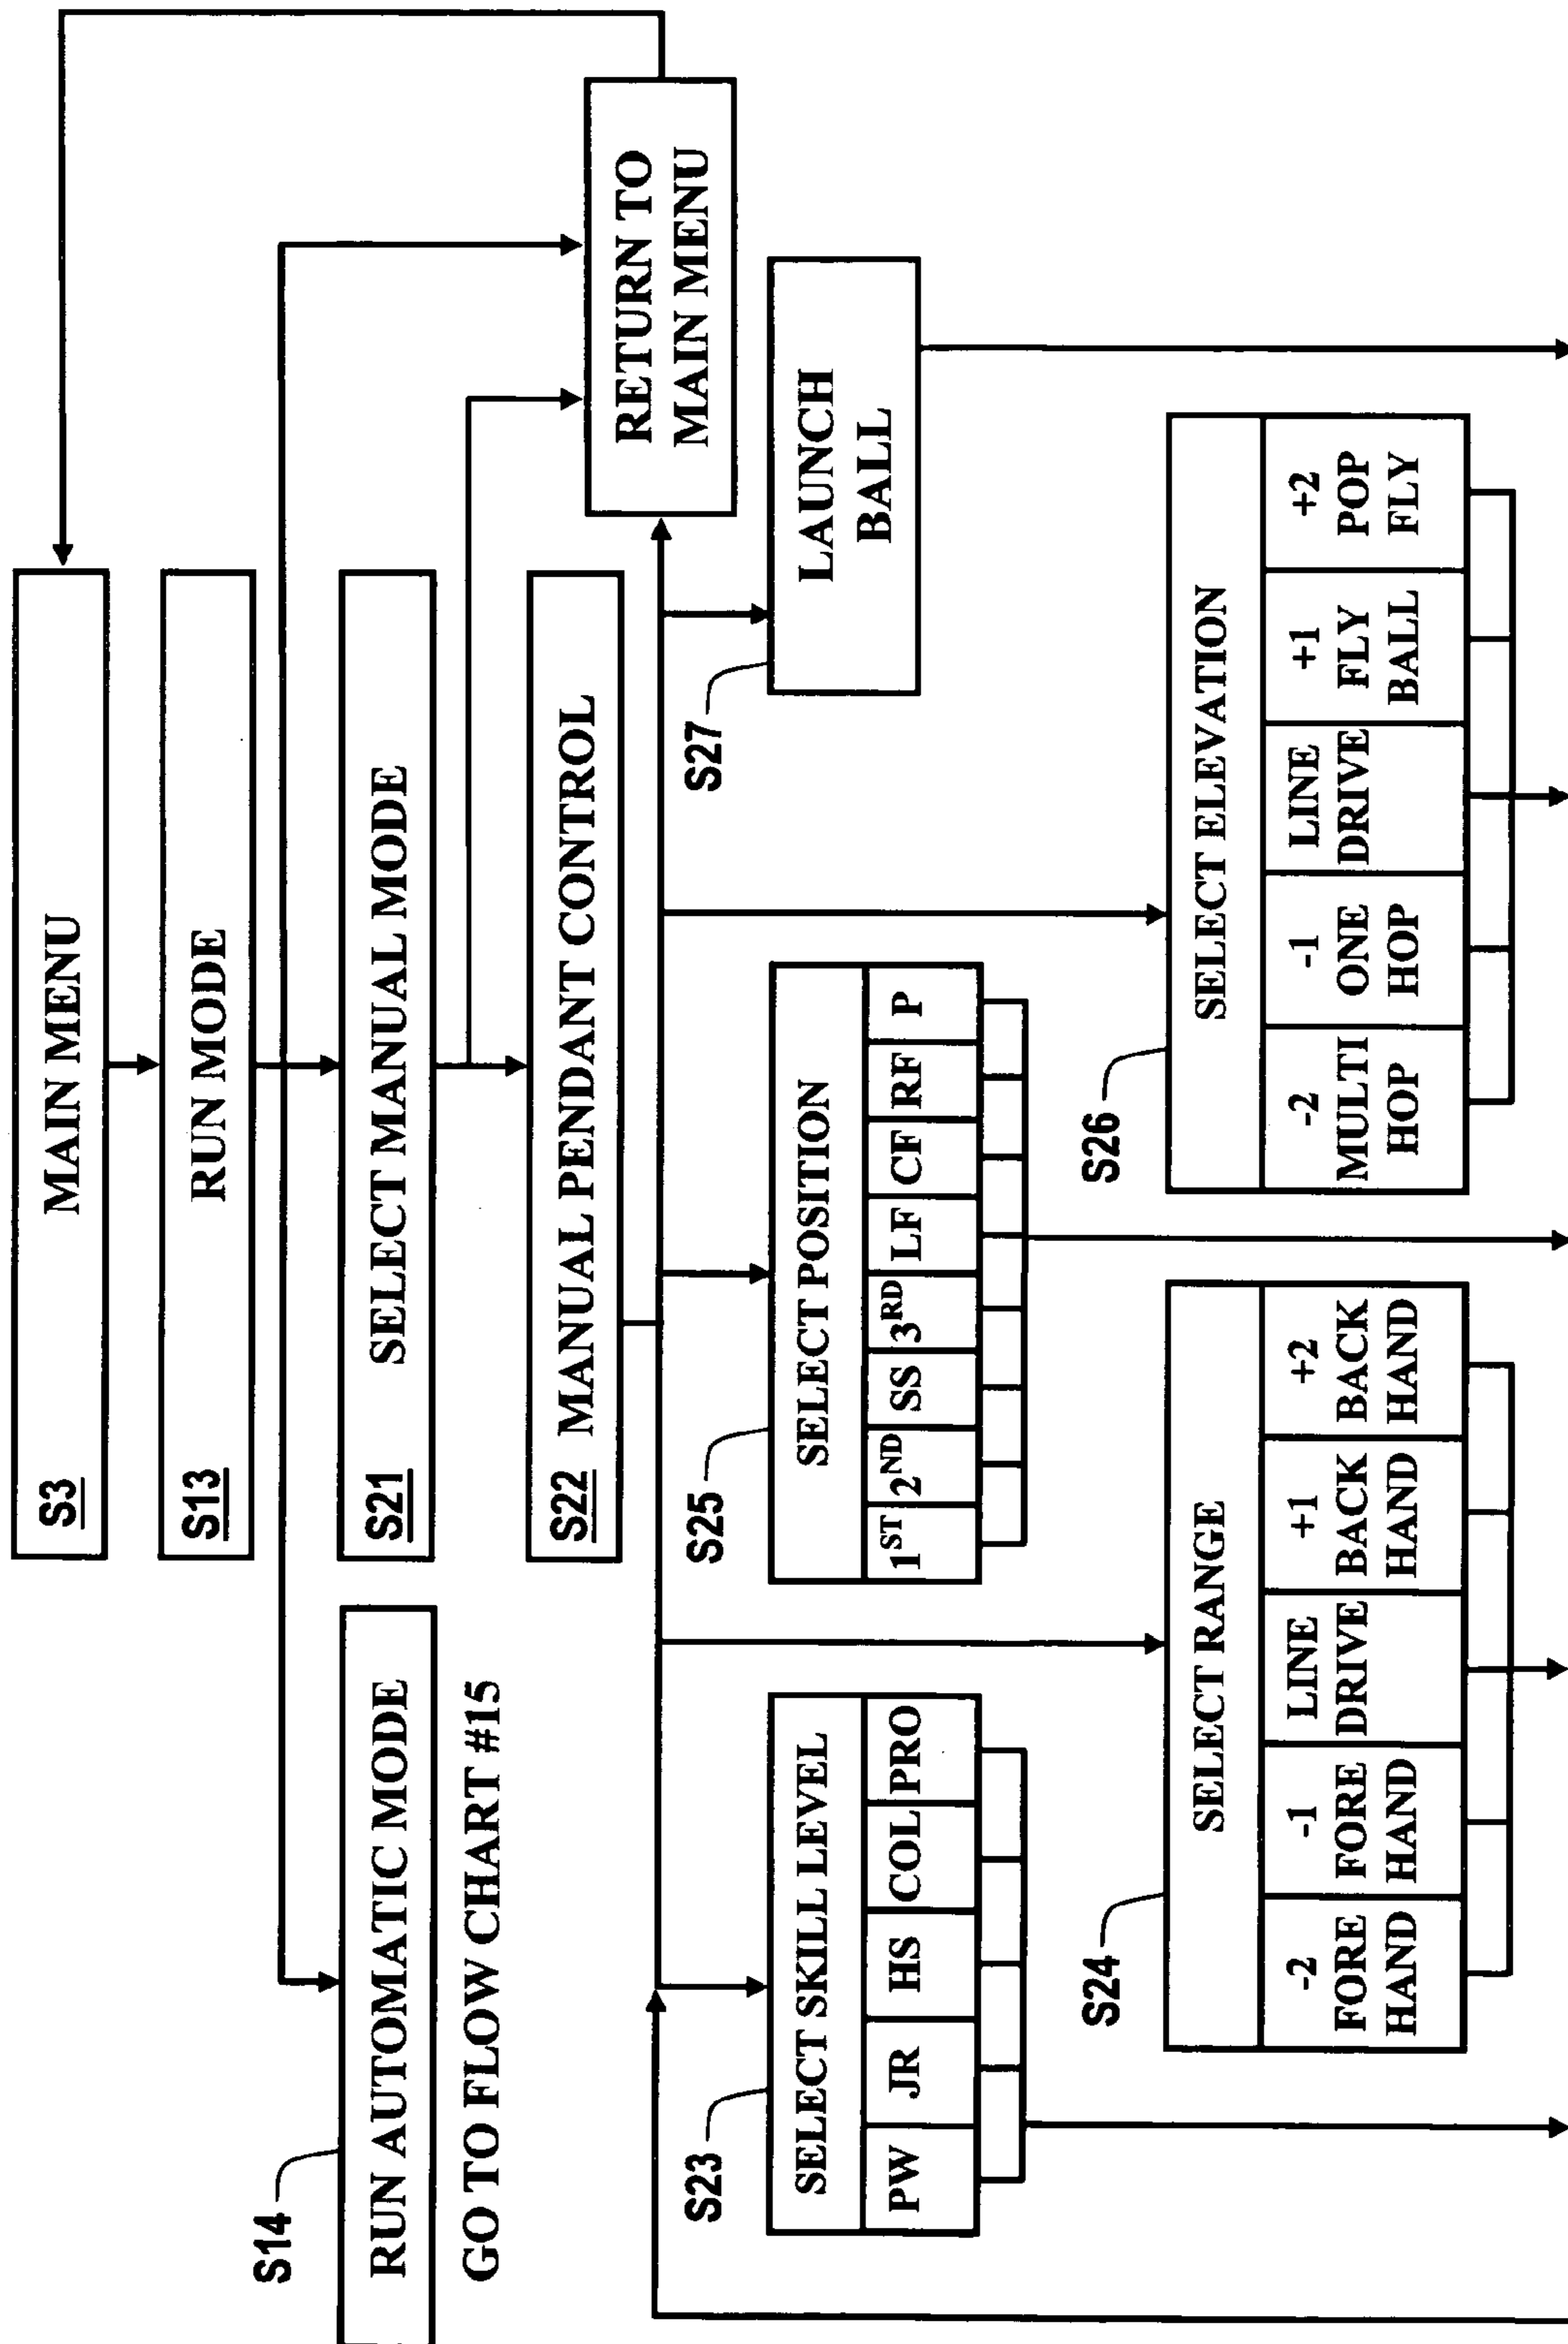 S3
MAIN MENU
S13
RUN MODE
S14
RUN AUTOMATIC MODE
GO TO FLOW CHART #15
S21
SELECT MANUAL MODE
S22
MANUAL PENDANT CONTROL
RETURN TO
MAIN MENU
S23
SELECT SKILL LEVEL
PW JR HS COL PRO
S25
SELECT POSITION
1ST 2ND SS 3RD LF CF RF P
S27
LAUNCH
BALL
S24
SELECT RANGE
-2
FORE
HAND
-1
FORE
HAND
LINE
DRIVE
+1
BACK
HAND
+2
BACK
HAND
S26
SELECT ELEVATION
-2
MULTI
HOP
-1
ONE
HOP
LINE
DRIVE
+1
FLY
BALL
+2
POP
FLY